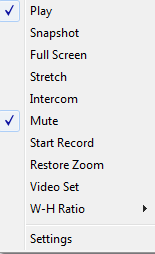 Play
Snapshot
Full Screen
Stretch
Intercom
Mute
Start Record
Restore Zoom
Video Set
W-H Ratio
Settings